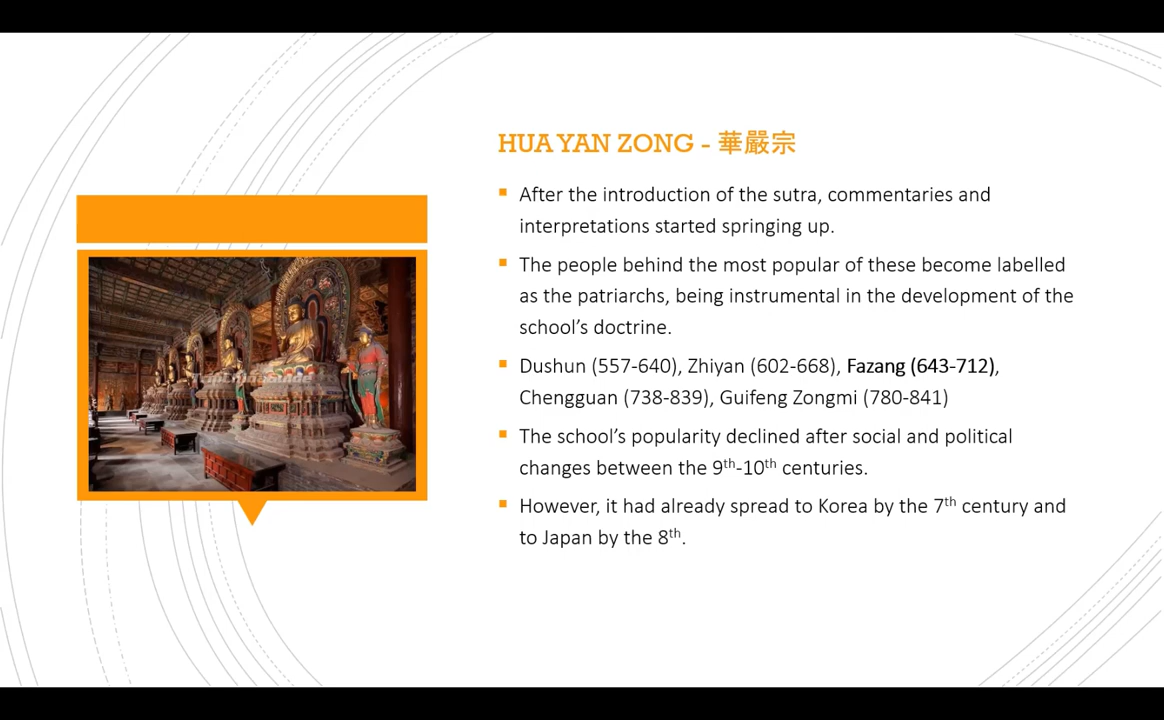 HUA YAN ZONG - 華嚴宗
After the introduction of the sutra, commentaries and
interpretations started springing up.
The people behind the most popular of these become labelled
as the patriarchs, being instrumental in the development of the
school's doctrine.
Dushun (557-640), Zhiyan (602-668), Fazang (643-712),
Chengguan (738-839), Guifeng Zongmi (780-841)
The school's popularity declined after social and political
changes between the 9th-10th centuries.
However, it had already spread to Korea by the 7th century and
to Japan by the 8th.
TripChinaGuide